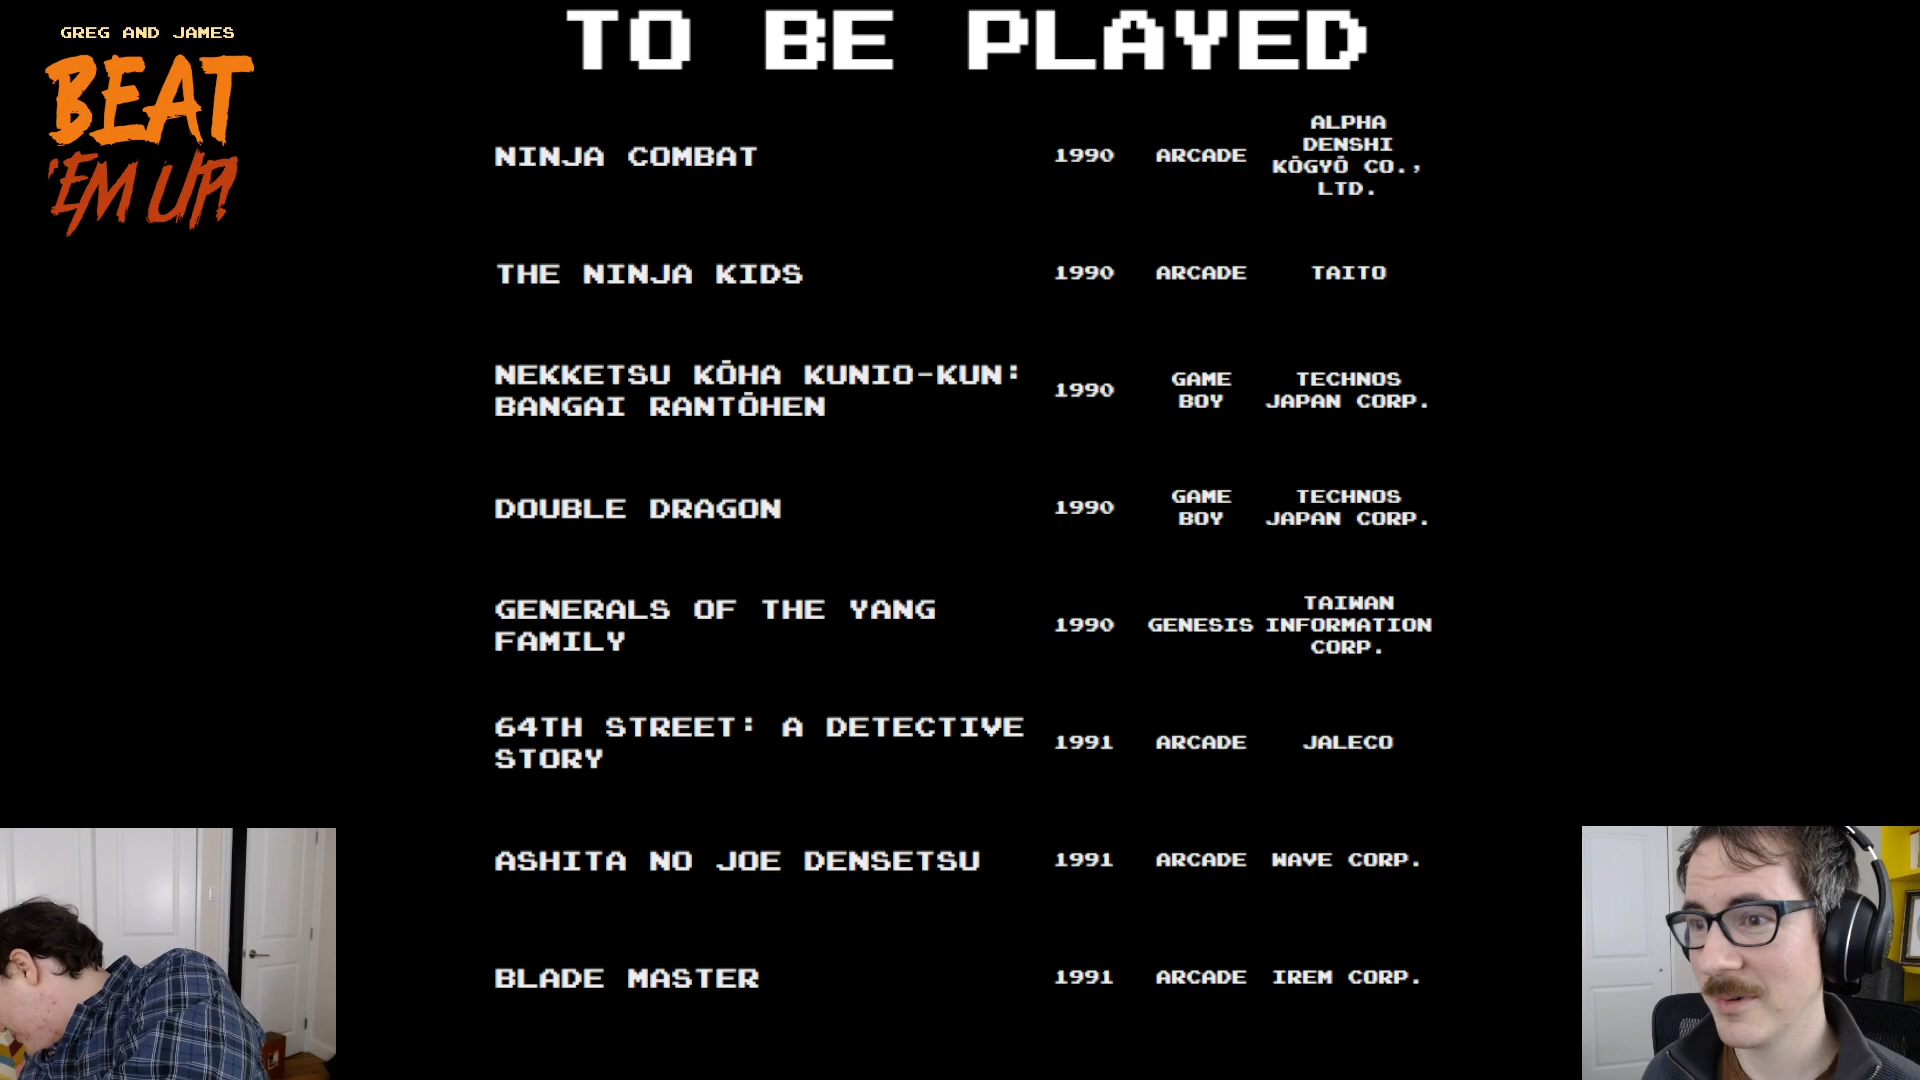 GREG AND JAMES
BEAT
'EM UP!
TO BE PLAYED
NINJA COMBAT 1990 ARCADE ALPHA DENSHI KŌGYŌ CO., LTD.
THE NINJA KIDS 1990 ARCADE TAITO
NEKKETSU KŌHA KUNIO-KUN:
BANGAI RANTŌHEN 1990 GAME BOY TECHNOS JAPAN CORP.
DOUBLE DRAGON 1990 GAME BOY TECHNOS JAPAN CORP.
GENERALS OF THE YANG
FAMILY 1990 GENESIS TAIWAN INFORMATION CORP.
64TH STREET: A DETECTIVE
STORY 1991 ARCADE JALECO
ASHITA NO JOE DENSETSU 1991 ARCADE WAVE CORP.
BLADE MASTER 1991 ARCADE IREM CORP.